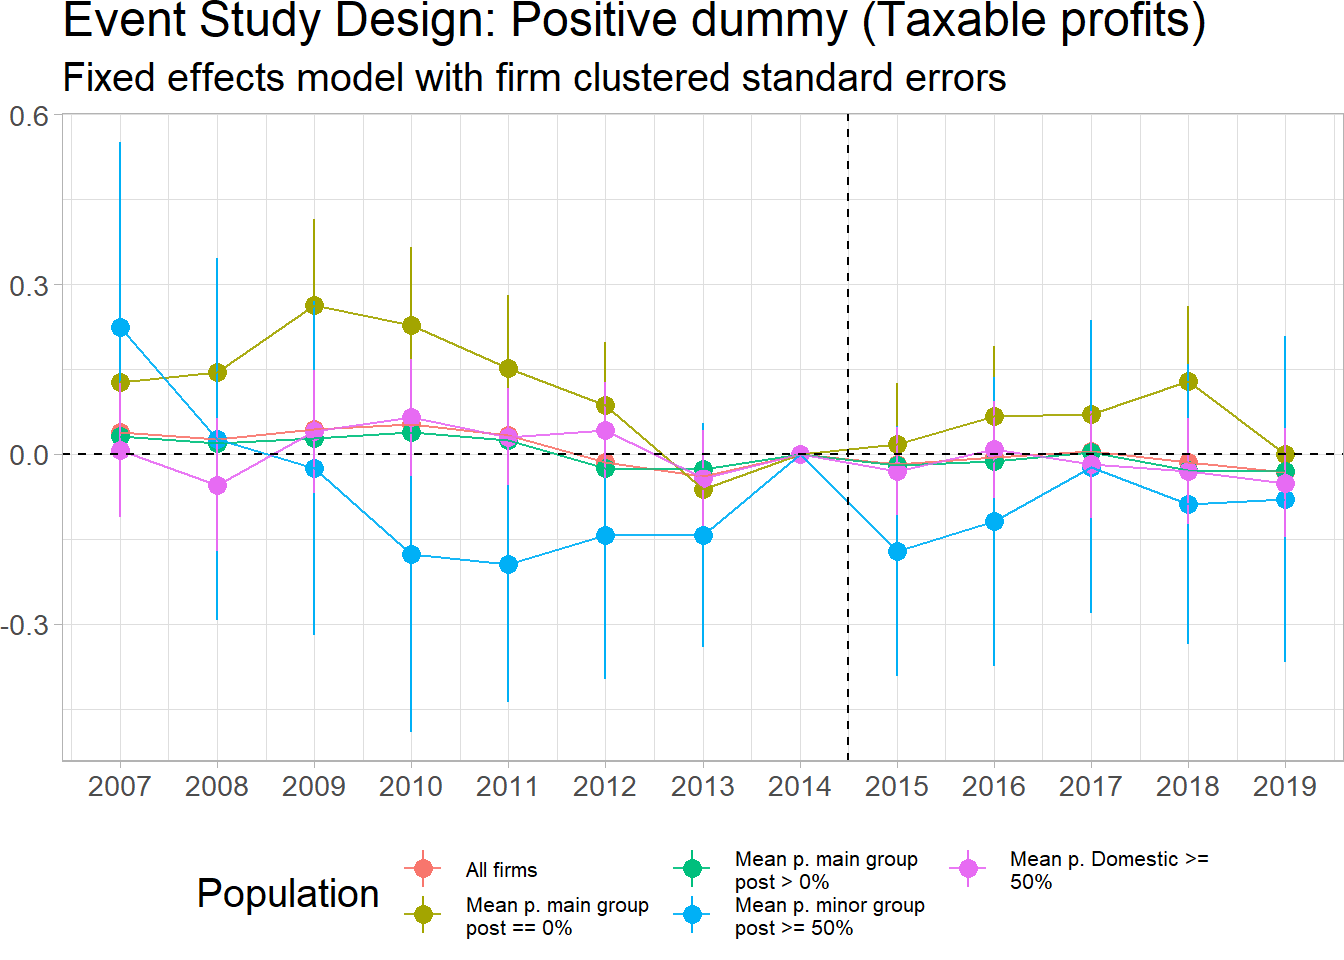 Event Study Design: Positive dummy (Taxable profits)
Fixed effects model with firm clustered standard errors
0.6
0.3
0.0
-0.3
2007 2008 2009 2010 2011 2012 2013 2014 2015 2016 2017 2018 2019
Population
All firms
Mean p. main group
post == 0%
Mean p. main group
post > 0%
Mean p. minor group
post >= 50%
Mean p. Domestic >=
50%